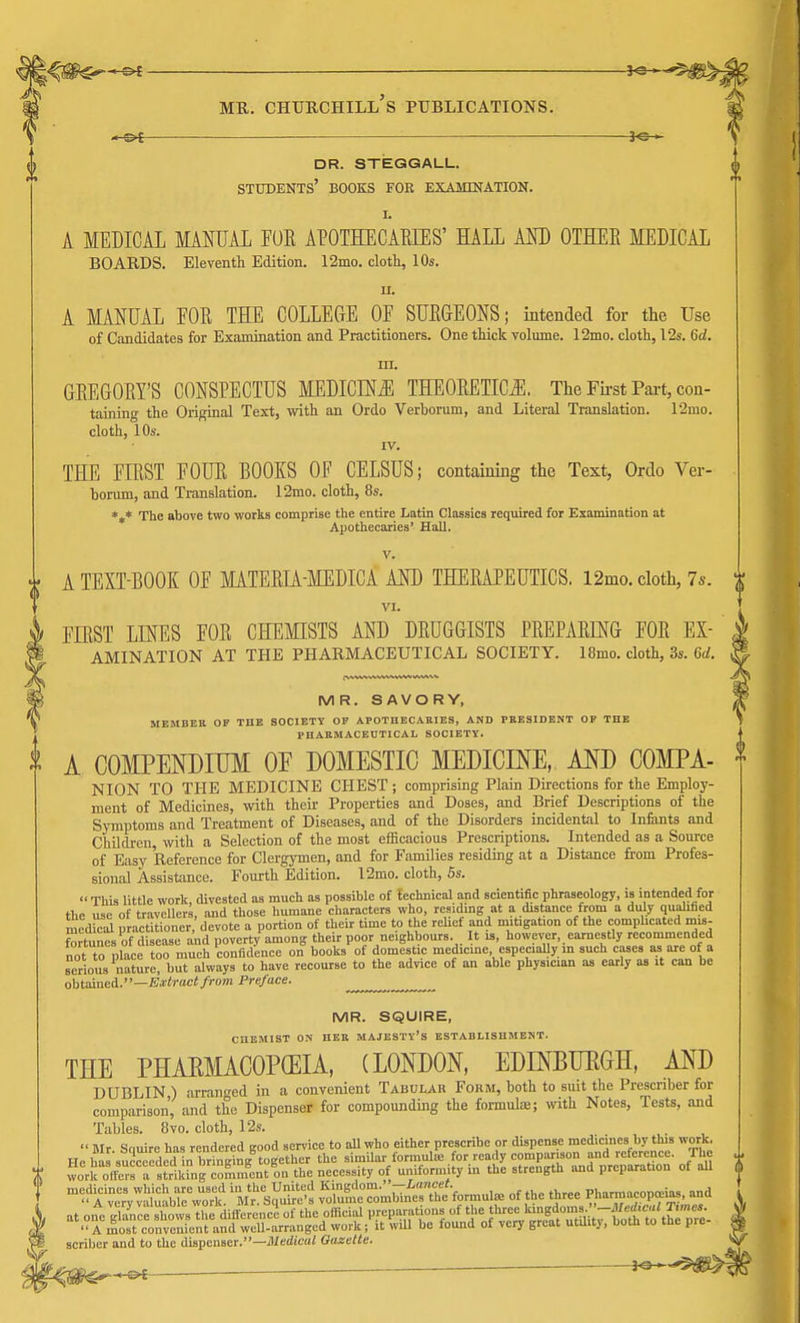 MR. CHURCHILL'S PUBLICATIONS.
DR. STEGGALL.
STUDENTS' BOOKS FOR EXAMINATION.
I.
A MEDICAL MANUAL FOR APOTHECARIES' HALL AND OTHER MEDICAL
BOARDS. Eleventh Edition. 12mo. cloth, 10s.
II.
A MANUAL FOR THE COLLEGE OF SURGEONS; intended for the Use
of Candidates for Examination and Practitioners. One thick volume. 12mo. cloth, 12s. 6d.
III.
GREGORY'S CONSPECTUS MEDICINÆ THEORETICÆ. The First Part, con-
taining the Original Text, with an Ordo Verborum, and Literal Translation. 12mo.
cloth, 10s.
IV.
THE FIRST FOUR BOOKS OF CELSUS; containing the Text, Ordo Ver-
borum, and Translation. 12mo. cloth, 8s.
*** The above two works comprise the entire Latin Classics required for Examination at
Apothecaries' Hall.
V.
A TEXT-BOOK OF MATERIA-MEDICA AND THERAPEUTICS. 12mo. cloth, 7s.
VI.
FIRST LINES FOR CHEMISTS AND DRUGGISTS PREPARING FOR EX-
AMINATION AT THE PHARMACEUTICAL SOCIETY. 18mo. cloth, 3s. 6d.
MR. SAVORY,
MEMBER OF THE SOCIETY OF APOTHECARIES, AND PRESIDENT OF THE
PHARMACEUTICAL SOCIETY.
A COMPENDIUM OF DOMESTIC MEDICINE, AND COMPA-
NION TO THE MEDICINE CHEST; comprising Plain Directions for the Employ-
ment of Medicines, with their Properties and Doses, and Brief Descriptions of the
Symptoms and Treatment of Diseases, and of the Disorders incidental to Infants and
Children, with a Selection of the most efficacious Prescriptions. Intended as a Source
of Easy Reference for Clergymen, and for Families residing at a Distance from Profes-
sional Assistance. Fourth Edition. 12mo. cloth, 5s.
"This little work, divested as much as possible of technical and scientific phraseology, is intended for
the use of travellers, and those humane characters who, residing at a distance from a duly qualified
medical practitioner, devote a portion of their time to the relief and mitigation of the complicated mis-
fortunes of disease and poverty among their poor neighbours. It is, however, earnestly recommended
not to place too much confidence on books of domestic medicine, especially in such cases as are of a
serious nature, but always to have recourse to the advice of an able physician as early as it can be
obtained."—Extract from Preface.
MR. SQUIRE,
CHEMIST ON HER MAJESTY'S ESTABLISHMENT.
THE PHARMACOPŒIA, (LONDON, EDINBURGH, AND
DUBLIN,) arranged in a convenient TABULAR FORM, both to suit the Prescriber for
comparison, and the Dispenser for compounding the formulæ; with Notes, Tests, and
Tables. 8vo. cloth, 12s.
"Mr. Squire has rendered good service to all who either prescribe or dispense medicines by this work.
He has succeeded in bringing together the similar formulæ for ready comparison and reference. The
work offers a striking comment on the necessity of uniformity in the strength and preparation of all
medicines which are used in the United Kingdom."—Lancet.
"A very valuable work. Mr. Squire's volume combines the formulæ of the three Pharmacopœias, and
at one glance shows the difference of the official preparations of the three kingdoms."—Medical Times.
"A most convenient and well-arranged work; it will be found of very great utility, both to the pre-
scriber and to the dispenser."—Medical Gazette.